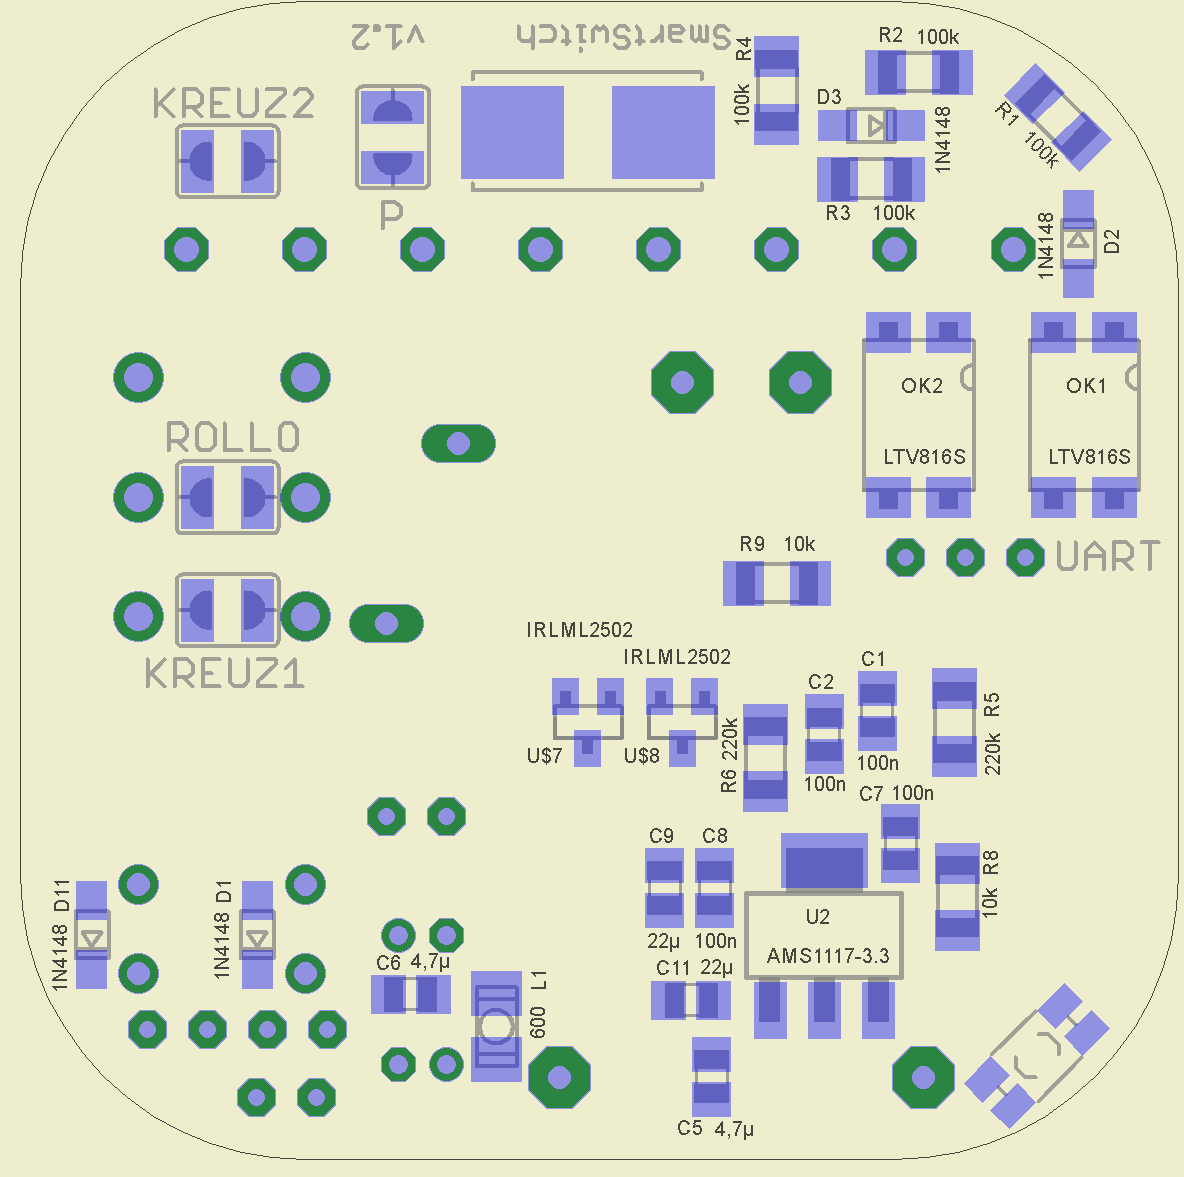 v1.2
SmartSwitch
R4
100k
R2
100k
KREUZ2
D3
1N4148
R1
100k
P
R3
100k
1N4148
D2
OK2
OK1
ROLLO
LTV816S
LTV816S
R9
10k
UART
IRLML2502
IRLML2502
KREUZ1
C2
C1
R5
220k
U$7
U$8
R6
220k
100n
100n
C7
100n
C9
C8
R8
10k
D11
1N4148
D1
1N4148
U2
22µ
100n
AMS1117-3.3
C6
4,7µ
C11
22µ
L1
600
C5
4,7µ